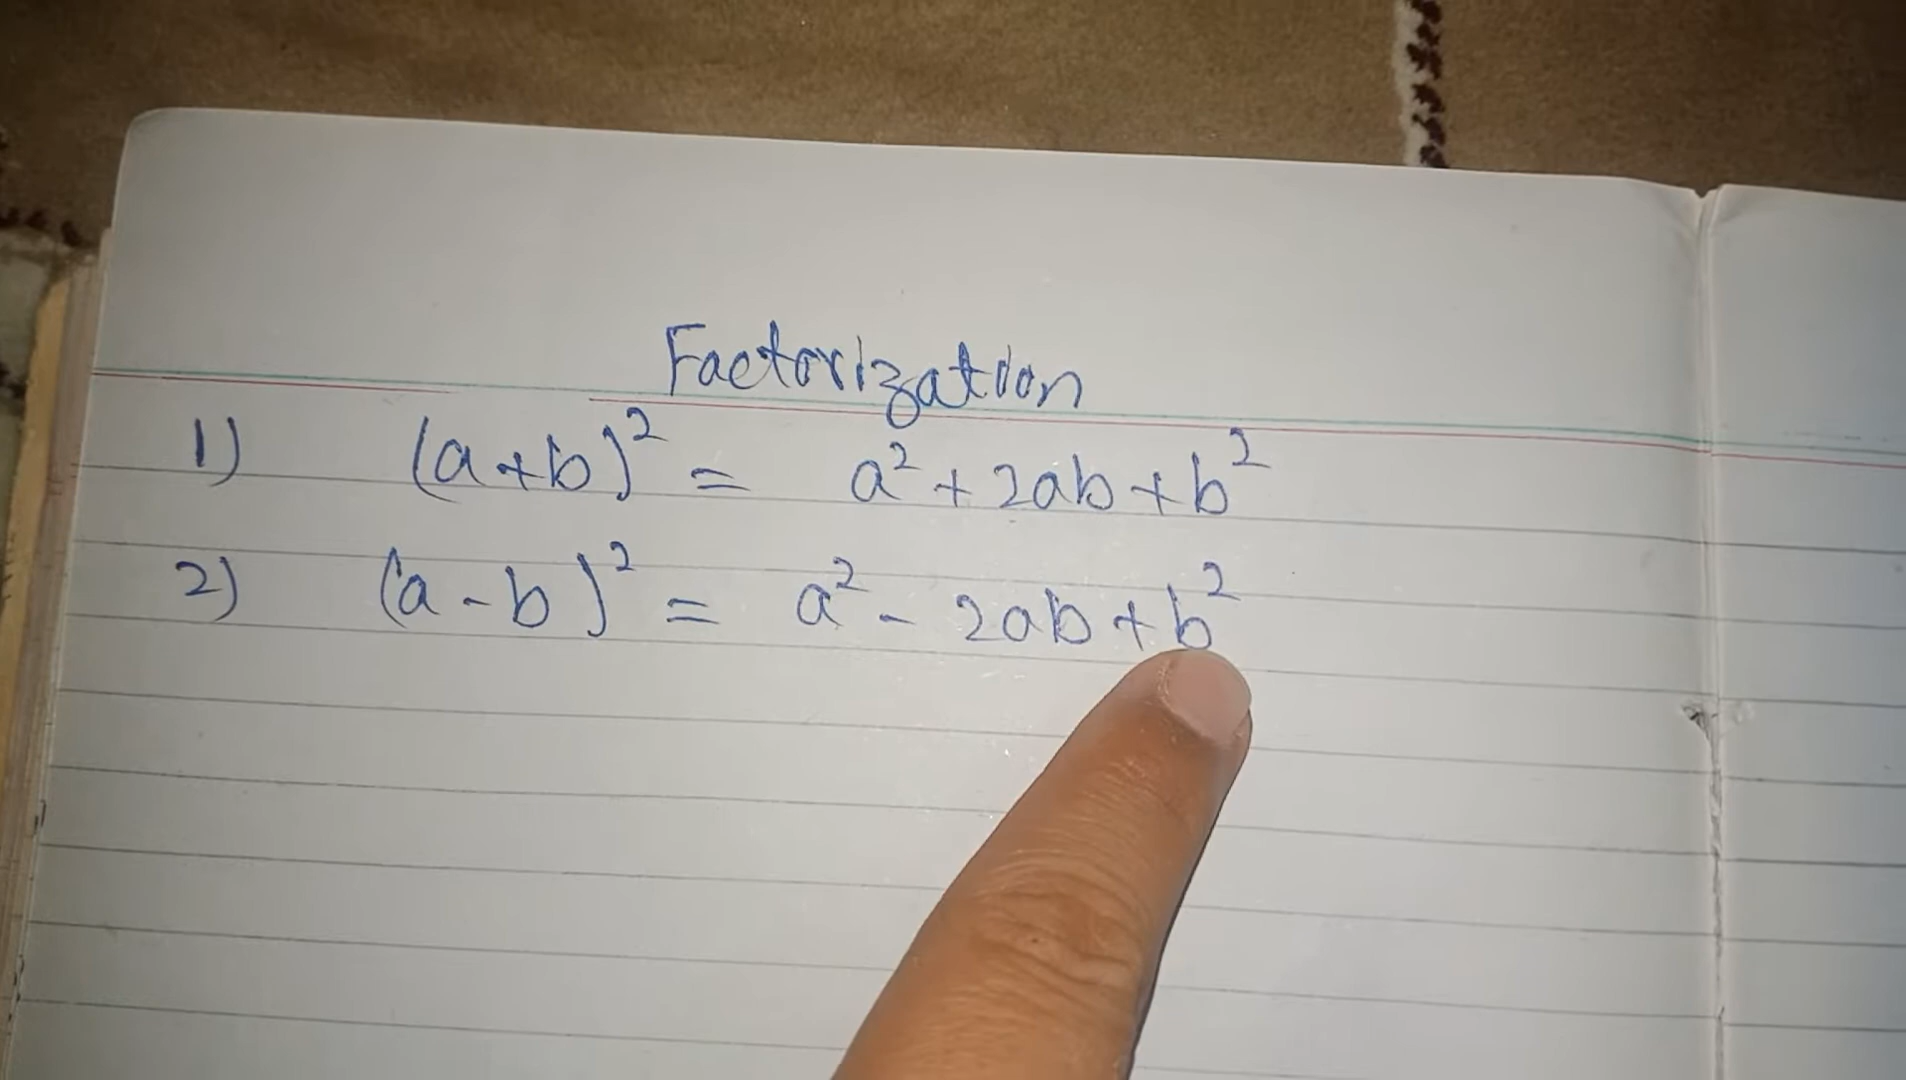 Factorization
1) (a+b)² = a²+2ab+b²
2) (a-b)² = a²-2ab+b²